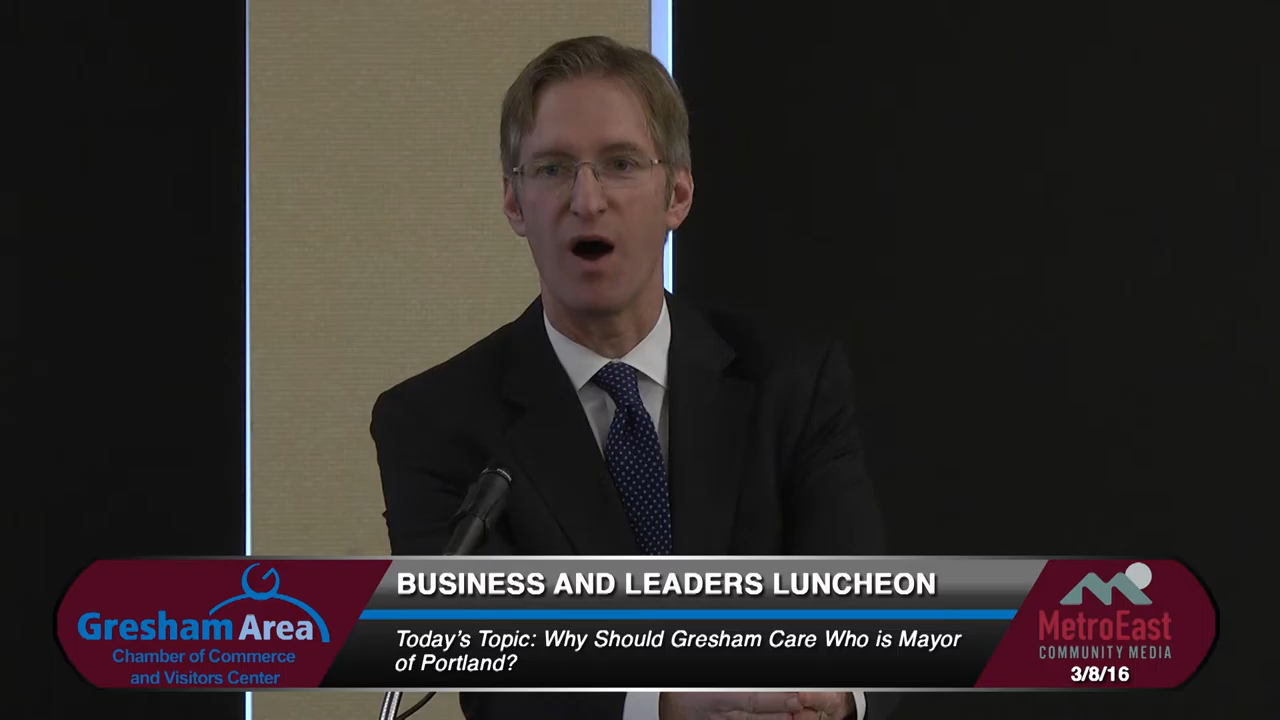 BUSINESS AND LEADERS LUNCHEON
Gresham Area
Chamber of Commerce
and Visitors Center
Today's Topic: Why Should Gresham Care Who is Mayor
of Portland?
MetroEast
COMMUNITY MEDIA
3/8/16